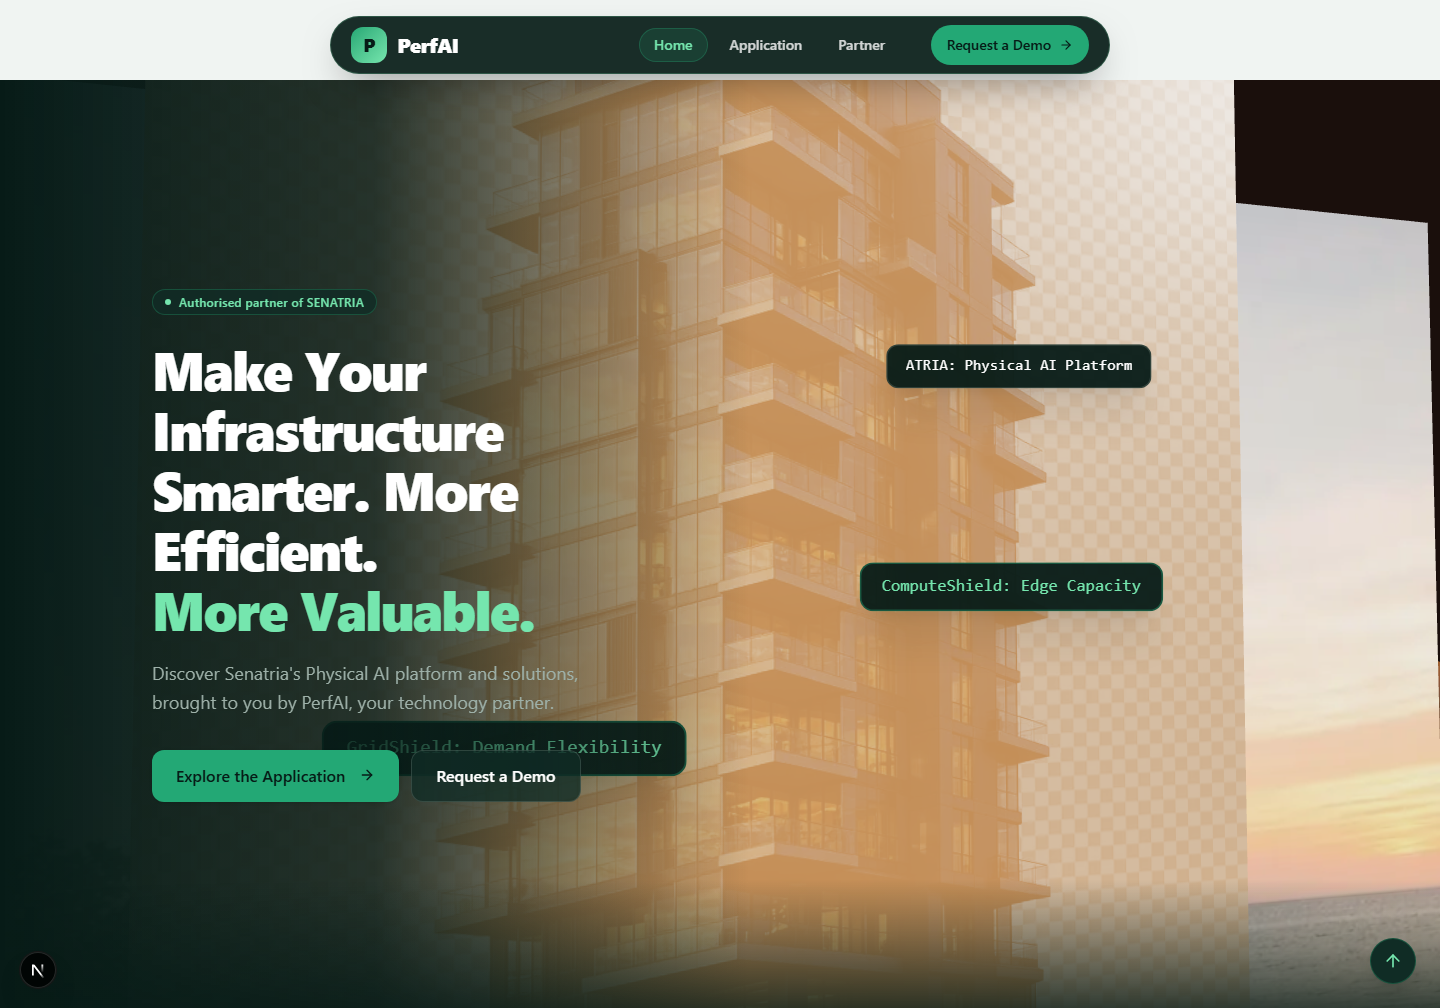 P PerfAI Home Application Partner Request a Demo
Authorised partner of SENATRIA
Make Your
Infrastructure
Smarter. More
Efficient.
More Valuable.
Discover Senatria's Physical AI platform and solutions,
brought to you by PerfAI, your technology partner.
GridShield: Demand Flexibility
Explore the Application Request a Demo
ATRIA: Physical AI Platform
ComputeShield: Edge Capacity
N